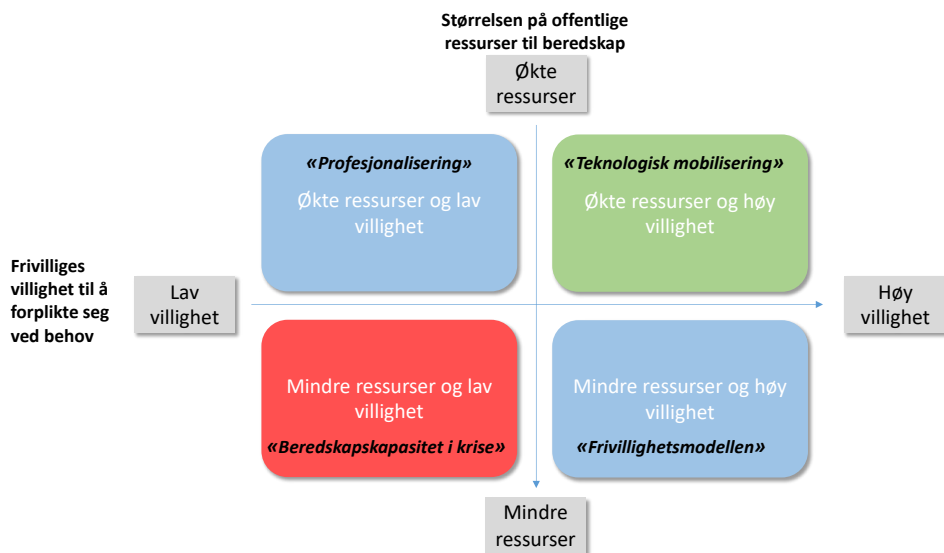 Størrelsen på offentlige
ressurser til beredskap
Økte
ressurser
«Profesjonalisering»
Økte ressurser og lav
villighet
«Teknologisk mobilisering»
Økte ressurser og høy
villighet
Frivilliges
villighet til å
forplikte seg
ved behov
Lav
villighet
Høy
villighet
Mindre ressurser og lav
villighet
«Beredskapskapasitet i krise»
Mindre ressurser og høy
villighet
«Frivillighetsmodellen»
Mindre
ressurser